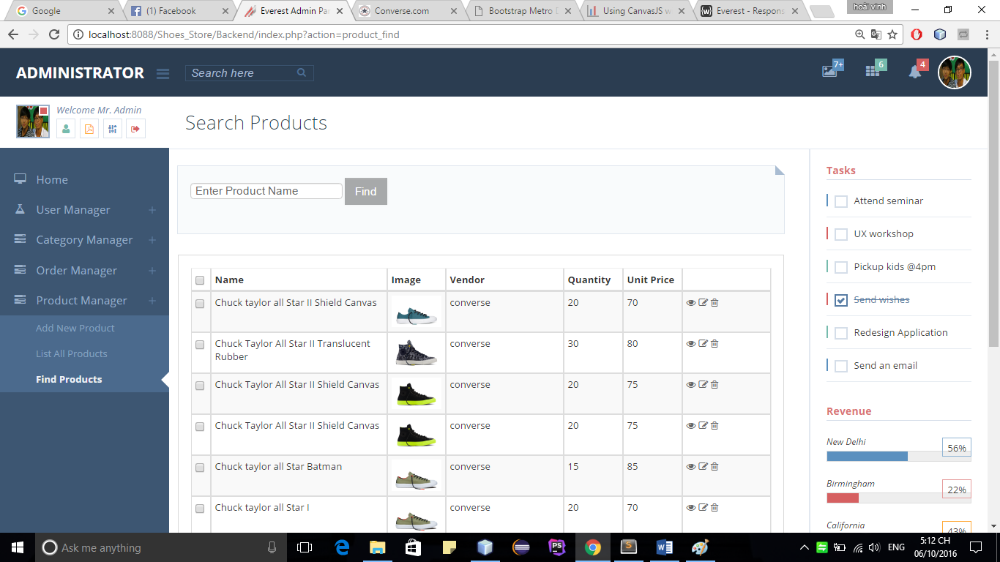 Google
(1) Facebook
Everest Admin Par
Converse.com
Bootstrap Metro D
Using CanvasJS w
Everest - Respons
hoài vinh
localhost:8088/Shoes_Store/Backend/index.php?action=product_find
ADMINISTRATOR
Search here
7+
6
4
Welcome Mr. Admin
Search Products
Home
User Manager
Category Manager
Order Manager
Product Manager
Add New Product
List All Products
Find Products
Enter Product Name
Find
Name Image Vendor Quantity Unit Price
Chuck taylor all Star II Shield Canvas converse 20 70
Chuck Taylor All Star II Translucent
Rubber
converse 30 80
Chuck Taylor All Star II Shield Canvas converse 20 75
Chuck Taylor All Star II Shield Canvas converse 20 75
Chuck taylor all Star Batman converse 15 85
Chuck taylor all Star I converse 20 70
Tasks
Attend seminar
UX workshop
Pickup kids @4pm
Send wishes
Redesign Application
Send an email
Revenue
New Delhi
56%
Birmingham
22%
California
43%
Ask me anything
ENG
5:12 CH
06/10/2016